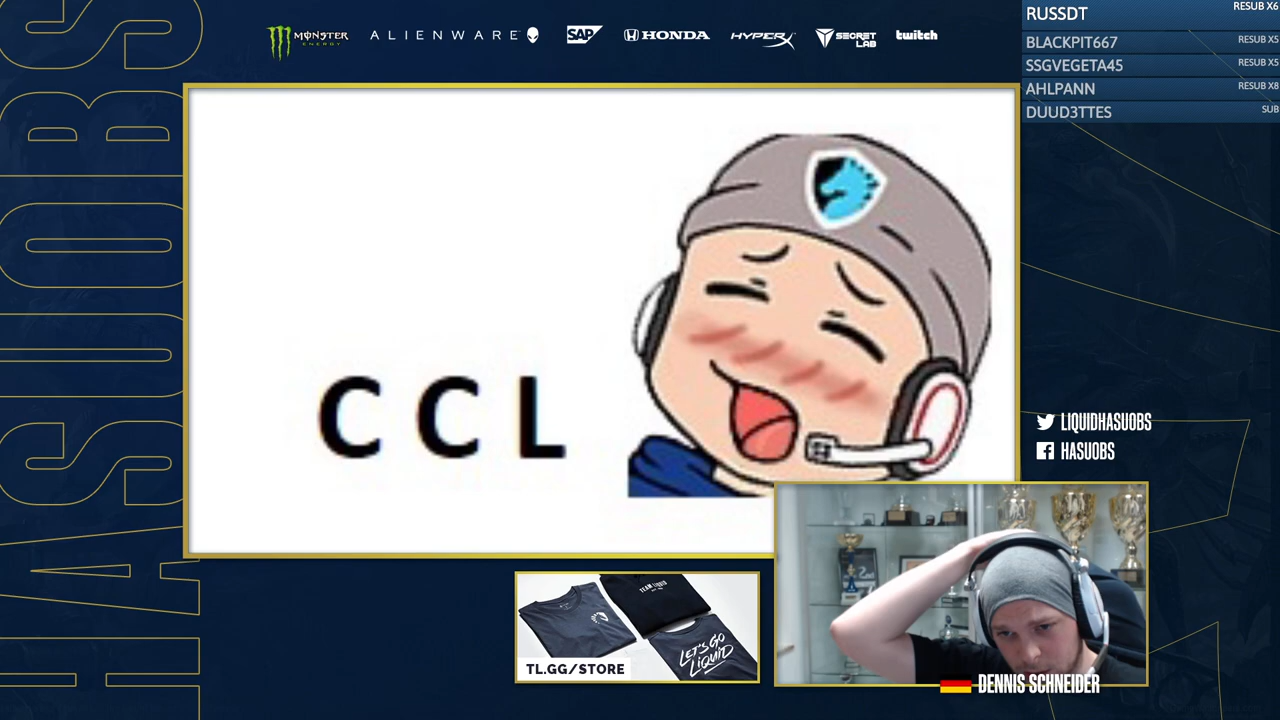 HASUOBS
MONSTER
ENERGY
ALIENWARE
SAP
HONDA
HYPERX
SECRET
LAB
twitch
RUSSDT RESUB X6
BLACKPIT667 RESUB X5
SSGVEGETA45 RESUB X5
AHLPANN RESUB X8
DUUD3TTES SUB
C C L
LIQUIDHASUOBS
HASUOBS
TEAM LIQUID
LET'S GO
LIQUID
TL.GG/STORE
2nd
DENNIS SCHNEIDER